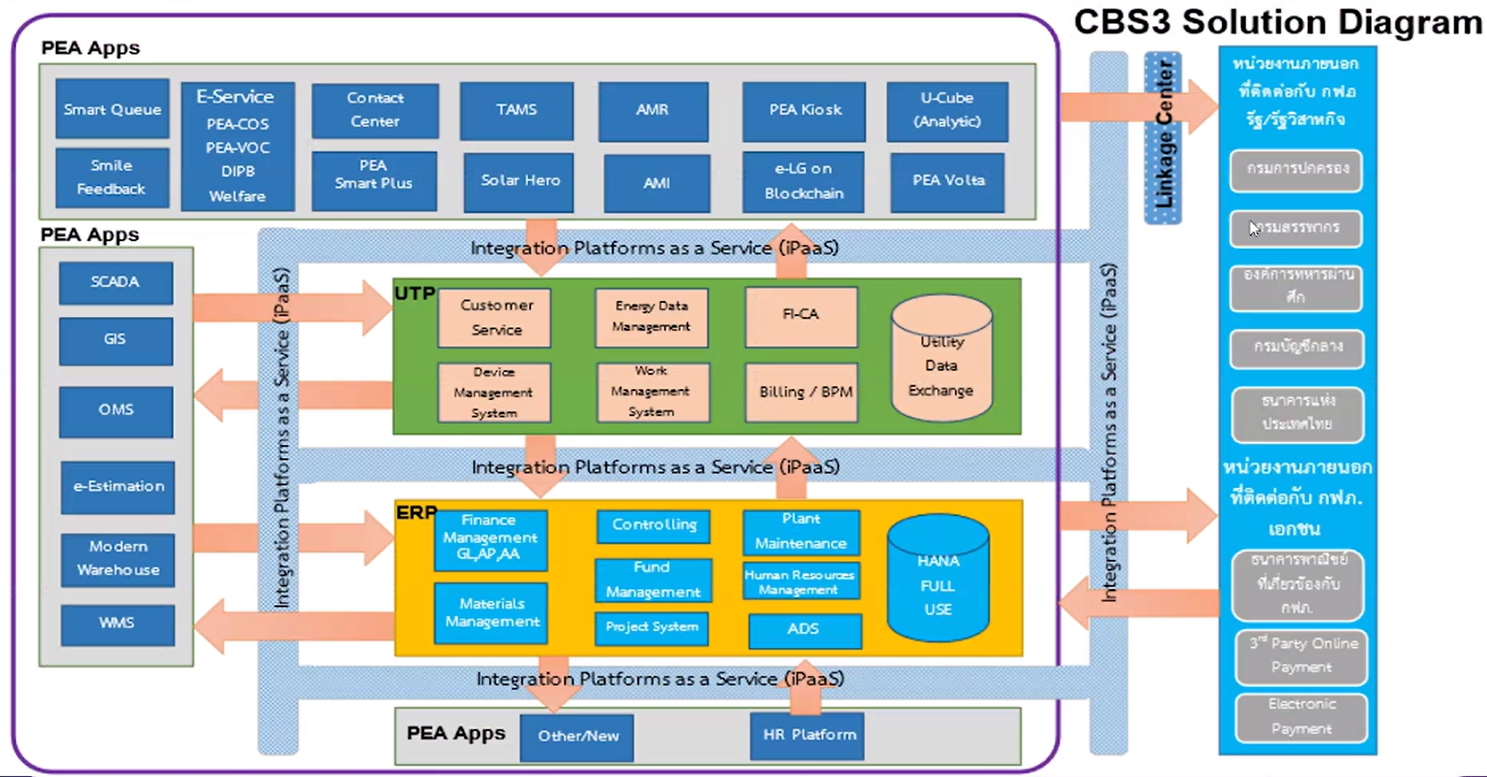 CBS3 Solution Diagram
PEA Apps
Smart Queue
Smile
Feedback
E-Service
PEA-COS
PEA-VOC
DIPB
Welfare
Contact
Center
PEA
Smart Plus
TAMS
Solar Hero
AMR
AMI
PEA Kiosk
e-LG on
Blockchain
U-Cube
(Analytic)
PEA Volta
PEA Apps
SCADA
GIS
OMS
e-Estimation
Modern
Warehouse
WMS
Integration Platforms as a Service (iPaaS)
Integration Platforms as a Service (iPaaS)
UTP
Customer
Service
Energy Data
Management
FI-CA
Device
Management
System
Work
Management
System
Billing / BPM
Utility
Data
Exchange
Integration Platforms as a Service (iPaaS)
ERP
Finance
Management
GL,AP,AA
Controlling
Plant
Maintenance
Fund
Management
Human Resources
Management
Materials
Management
Project System
ADS
HANA
FULL
USE
Integration Platforms as a Service (iPaaS)
PEA Apps
Other/New
HR Platform
Integration Platforms as a Service (iPaaS)
Linkage Center
หน่วยงานภายนอก
ที่ติดต่อกับ กฟภ
รัฐ/รัฐวิสาหกิจ
กรมการปกครอง
กรมสรรพากร
องค์การทหารผ่าน
ศึก
กรมบัญชีกลาง
ธนาคารแห่ง
ประเทศไทย
หน่วยงานภายนอก
ที่ติดต่อกับ กฟภ.
เอกชน
ธนาคารพาณิชย์
ที่เกี่ยวข้องกับ
กฟภ.
3rd Party Online
Payment
Electronic
Payment